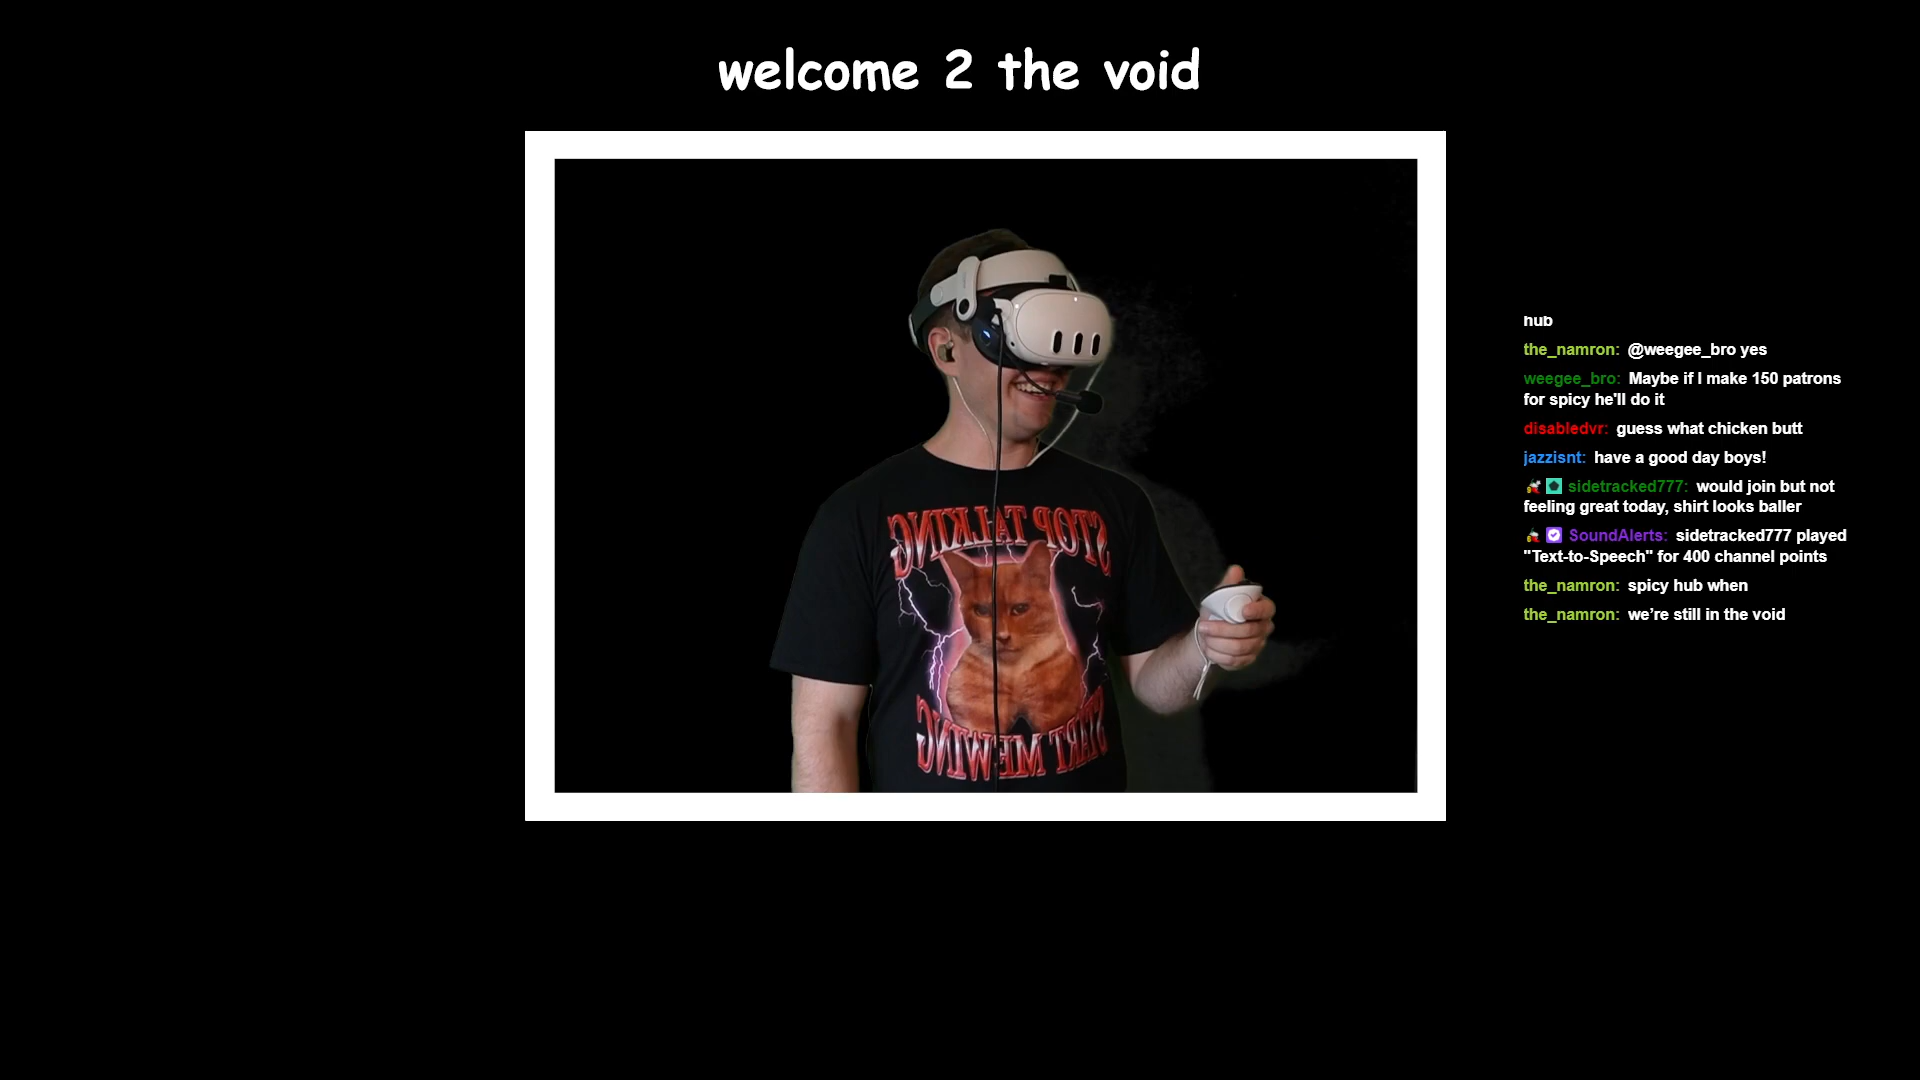 welcome 2 the void
STOP TALKING
START MEWING
hub
the_namron: @weegee_bro yes
weegee_bro: Maybe if I make 150 patrons
for spicy he'll do it
disabledvr: guess what chicken butt
jazzisnt: have a good day boys!
sidetracked777: would join but not
feeling great today, shirt looks baller
SoundAlerts: sidetracked777 played
"Text-to-Speech" for 400 channel points
the_namron: spicy hub when
the_namron: we’re still in the void